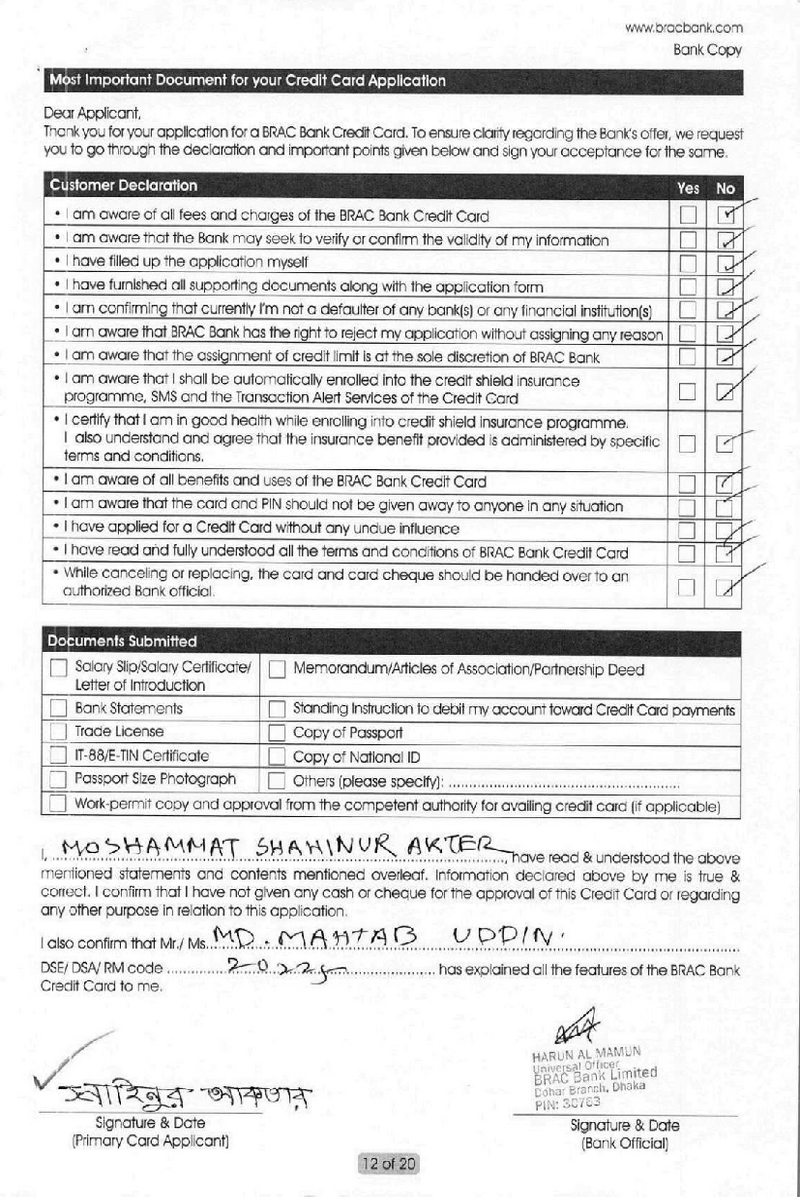 www.bracbank.com
Bank Copy
Most Important Document for your Credit Card Application
Dear Applicant,
Thank you for your application for a BRAC Bank Credit Card. To ensure clarity regarding the Bank's offer, we request
you to go through the declaration and important points given below and sign your acceptance for the same.
Customer Declaration Yes No
• I am aware of all fees and charges of the BRAC Bank Credit Card
• I am aware that the Bank may seek to verify or confirm the validity of my information
• I have filled up the application myself
• I have furnished all supporting documents along with the application form
• I am confirming that currently I'm not a defaulter of any bank(s) or any financial institution(s)
• I am aware that BRAC Bank has the right to reject my application without assigning any reason
• I am aware that the assignment of credit limit is at the sole discretion of BRAC Bank
• I am aware that I shall be automatically enrolled into the credit shield insurance
programme, SMS and the Transaction Alert Services of the Credit Card
• I certify that I am in good health while enrolling into credit shield insurance programme.
I also understand and agree that the insurance benefit provided is administered by specific
terms and conditions.
• I am aware of all benefits and uses of the BRAC Bank Credit Card
• I am aware that the card and PIN should not be given away to anyone in any situation
• I have applied for a Credit Card without any undue influence
• I have read and fully understood all the terms and conditions of BRAC Bank Credit Card
• While canceling or replacing, the card and card cheque should be handed over to an
authorized Bank official.
Documents Submitted
Salary Slip/Salary Certificate/ Memorandum/Articles of Association/Partnership Deed
Letter of Introduction
Bank Statements Standing Instruction to debit my account toward Credit Card payments
Trade License Copy of Passport
IT-88/E-TIN Certificate Copy of National ID
Passport Size Photograph Others (please specify): ........................................................
Work-permit copy and approval from the competent authority for availing credit card (if applicable)
I, MOSHAMMAT SHAHINUR AKTER, have read & understood the above
mentioned statements and contents mentioned overleaf. Information declared above by me is true &
correct. I confirm that I have not given any cash or cheque for the approval of this Credit Card or regarding
any other purpose in relation to this application.
I also confirm that Mr./ Ms. MD. MAHTAB UDDIN
DSE/ DSA/ RM code 20225 has explained all the features of the BRAC Bank
Credit Card to me.
HARUN AL MAMUN
Universal Officer
BRAC Bank Limited
Dohar Branch, Dhaka
PIN: 30763
সাহিনুর আকতার
Signature & Date Signature & Date
(Primary Card Applicant) (Bank Official)
12 of 20